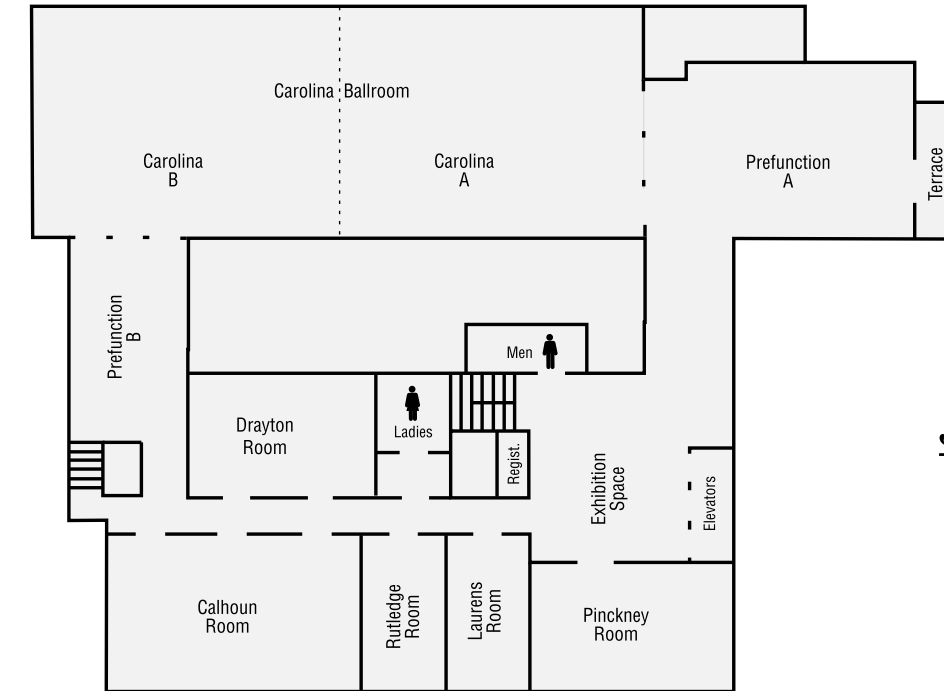 Carolina Ballroom
Carolina
B
Carolina
A
Prefunction
A
Terrace
Prefunction
B
Men
Drayton
Room
Ladies
Regist.
Exhibition
Space
Elevators
Calhoun
Room
Rutledge
Room
Laurens
Room
Pinckney
Room